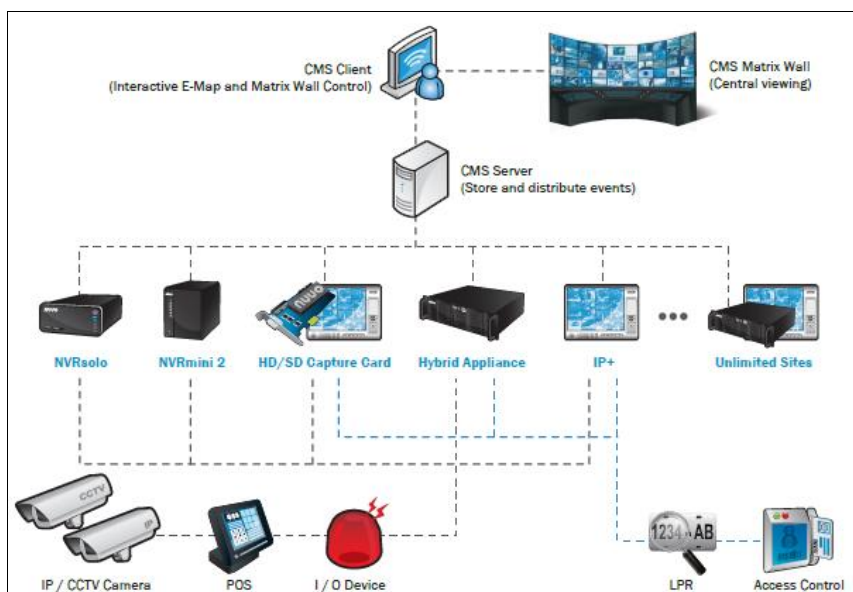 CMS Client
(Interactive E-Map and Matrix Wall Control)
CMS Matrix Wall
(Central viewing)
CMS Server
(Store and distribute events)
nuuo
NVRsolo
NVRmini 2
HD/SD Capture Card
Hybrid Appliance
IP+
Unlimited Sites
CCTV
IP
1234
AB
IP / CCTV Camera
POS
I / O Device
LPR
Access Control